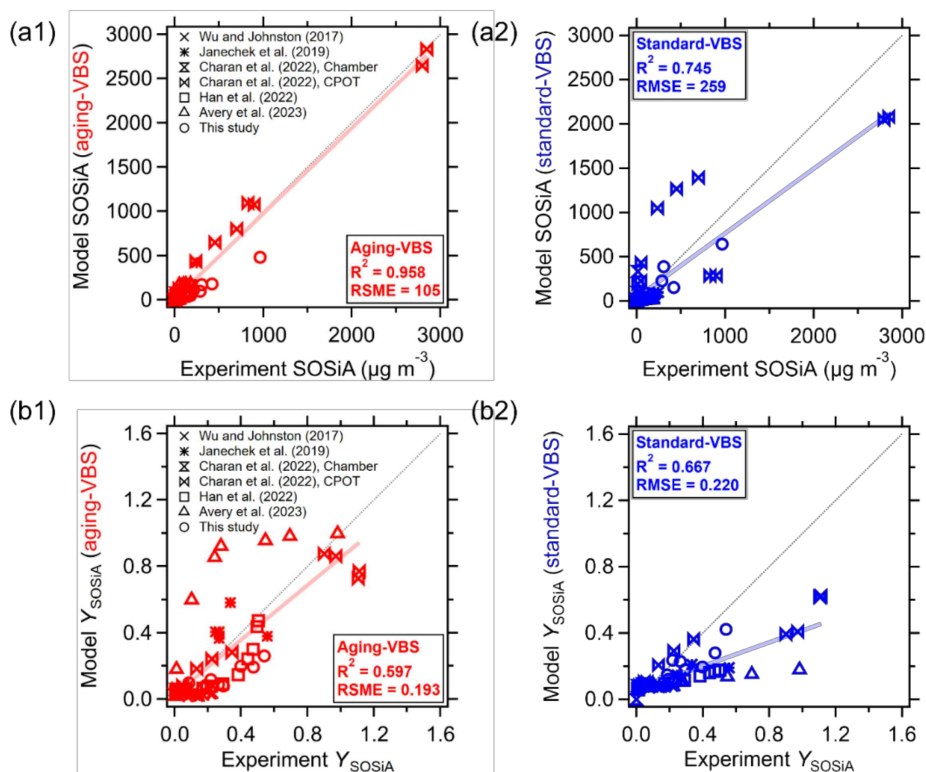 (a1)
Model SOSiA (aging-VBS)
3000
2500
2000
1500
1000
500
0
× Wu and Johnston (2017)
Janechek et al. (2019)
Charan et al. (2022), Chamber
Charan et al. (2022), CPOT
Han et al. (2022)
Avery et al. (2023)
This study
Aging-VBS
R² = 0.958
RSME = 105
0 1000 2000 3000
Experiment SOSiA (µg m⁻³)
(a2)
Model SOSiA (standard-VBS)
3000
2500
2000
1500
1000
500
0
Standard-VBS
R² = 0.745
RMSE = 259
0 1000 2000 3000
Experiment SOSiA (µg m⁻³)
(b1)
Model Y_SOSiA (aging-VBS)
1.6
1.2
0.8
0.4
0.0
× Wu and Johnston (2017)
Janechek et al. (2019)
Charan et al. (2022), Chamber
Charan et al. (2022), CPOT
Han et al. (2022)
Avery et al. (2023)
This study
Aging-VBS
R² = 0.597
RSME = 0.193
0.0 0.4 0.8 1.2 1.6
Experiment Y_SOSiA
(b2)
Model Y_SOSiA (standard-VBS)
1.6
1.2
0.8
0.4
0.0
Standard-VBS
R² = 0.667
RMSE = 0.220
0.0 0.4 0.8 1.2 1.6
Experiment Y_SOSiA